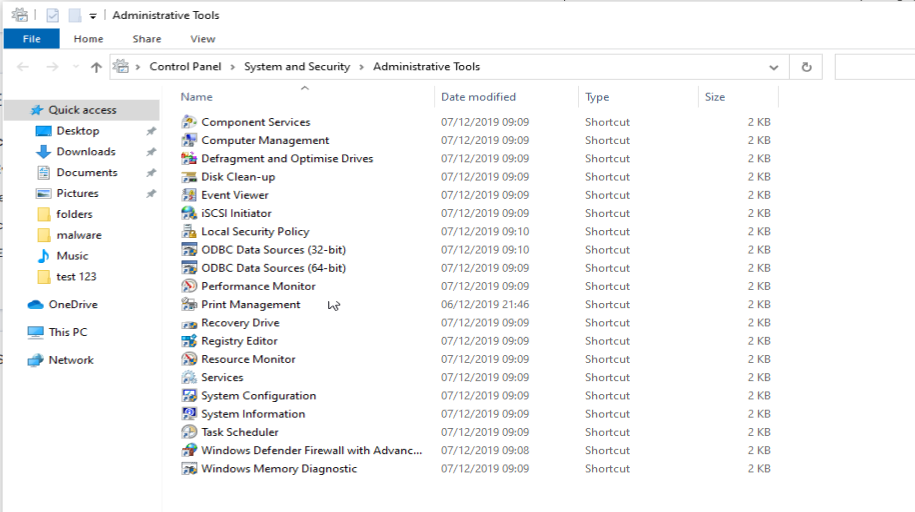 Administrative Tools
File Home Share View
Control Panel System and Security Administrative Tools
Name Date modified Type Size
Quick access
Desktop
Downloads
Documents
Pictures
folders
malware
Music
test 123
OneDrive
This PC
Network
Component Services 07/12/2019 09:09 Shortcut 2 KB
Computer Management 07/12/2019 09:09 Shortcut 2 KB
Defragment and Optimise Drives 07/12/2019 09:09 Shortcut 2 KB
Disk Clean-up 07/12/2019 09:09 Shortcut 2 KB
Event Viewer 07/12/2019 09:09 Shortcut 2 KB
iSCSI Initiator 07/12/2019 09:09 Shortcut 2 KB
Local Security Policy 07/12/2019 09:10 Shortcut 2 KB
ODBC Data Sources (32-bit) 07/12/2019 09:10 Shortcut 2 KB
ODBC Data Sources (64-bit) 07/12/2019 09:09 Shortcut 2 KB
Performance Monitor 07/12/2019 09:09 Shortcut 2 KB
Print Management 06/12/2019 21:46 Shortcut 2 KB
Recovery Drive 07/12/2019 09:09 Shortcut 2 KB
Registry Editor 07/12/2019 09:09 Shortcut 2 KB
Resource Monitor 07/12/2019 09:09 Shortcut 2 KB
Services 07/12/2019 09:09 Shortcut 2 KB
System Configuration 07/12/2019 09:09 Shortcut 2 KB
System Information 07/12/2019 09:09 Shortcut 2 KB
Task Scheduler 07/12/2019 09:09 Shortcut 2 KB
Windows Defender Firewall with Advanc... 07/12/2019 09:08 Shortcut 2 KB
Windows Memory Diagnostic 07/12/2019 09:09 Shortcut 2 KB